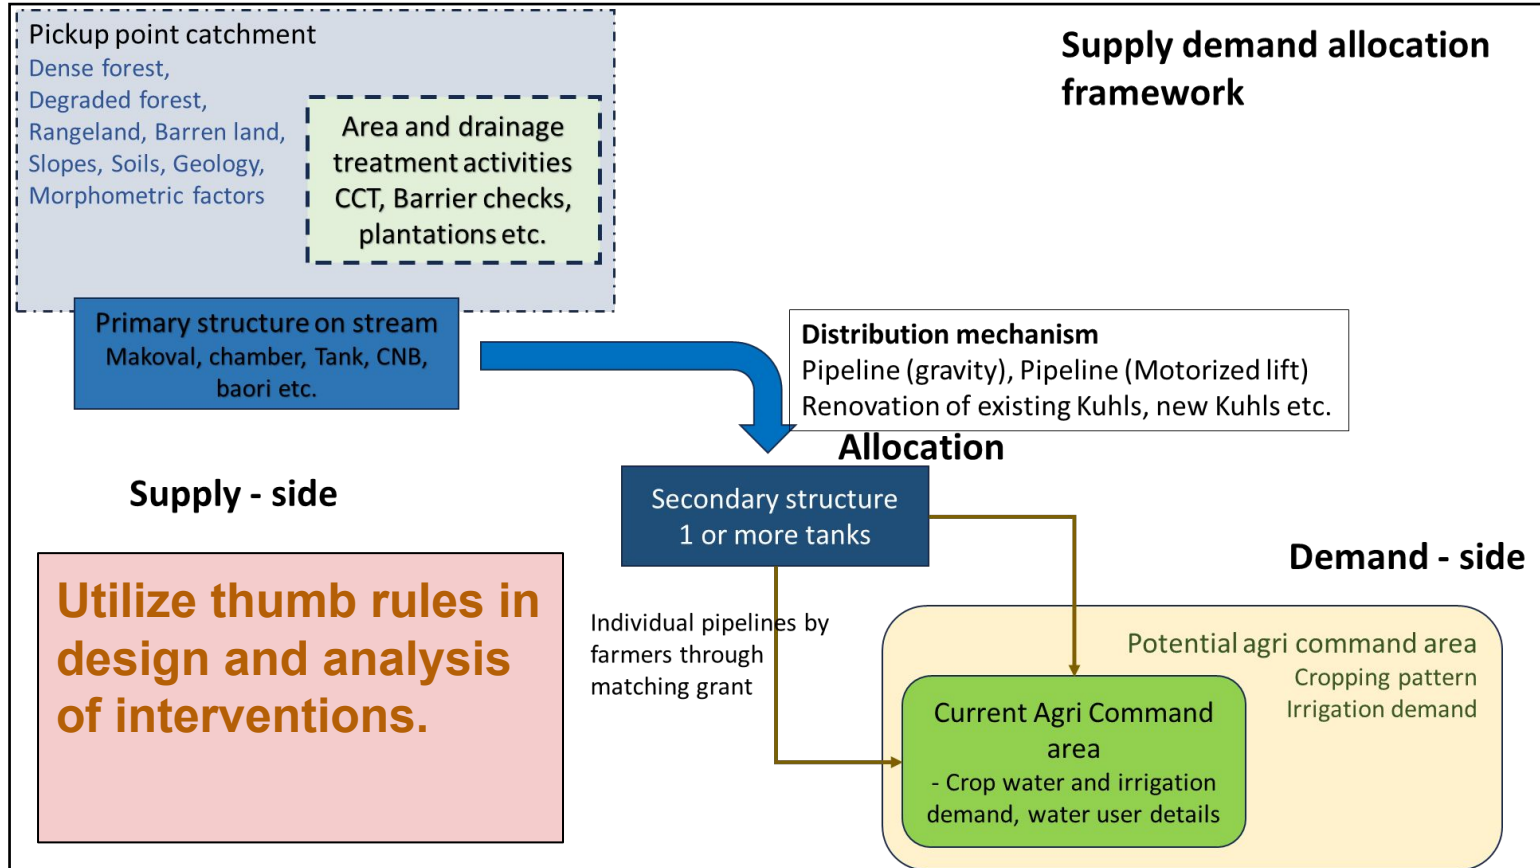 Pickup point catchment
Dense forest,
Degraded forest,
Rangeland, Barren land,
Slopes, Soils, Geology,
Morphometric factors
Area and drainage
treatment activities
CCT, Barrier checks,
plantations etc.
Supply demand allocation
framework
Primary structure on stream
Makoval, chamber, Tank, CNB,
baori etc.
Distribution mechanism
Pipeline (gravity), Pipeline (Motorized lift)
Renovation of existing Kuhls, new Kuhls etc.
Allocation
Supply - side
Secondary structure
1 or more tanks
Demand - side
Utilize thumb rules in
design and analysis
of interventions.
Individual pipelines by
farmers through
matching grant
Potential agri command area
Cropping pattern
Irrigation demand
Current Agri Command
area
- Crop water and irrigation
demand, water user details